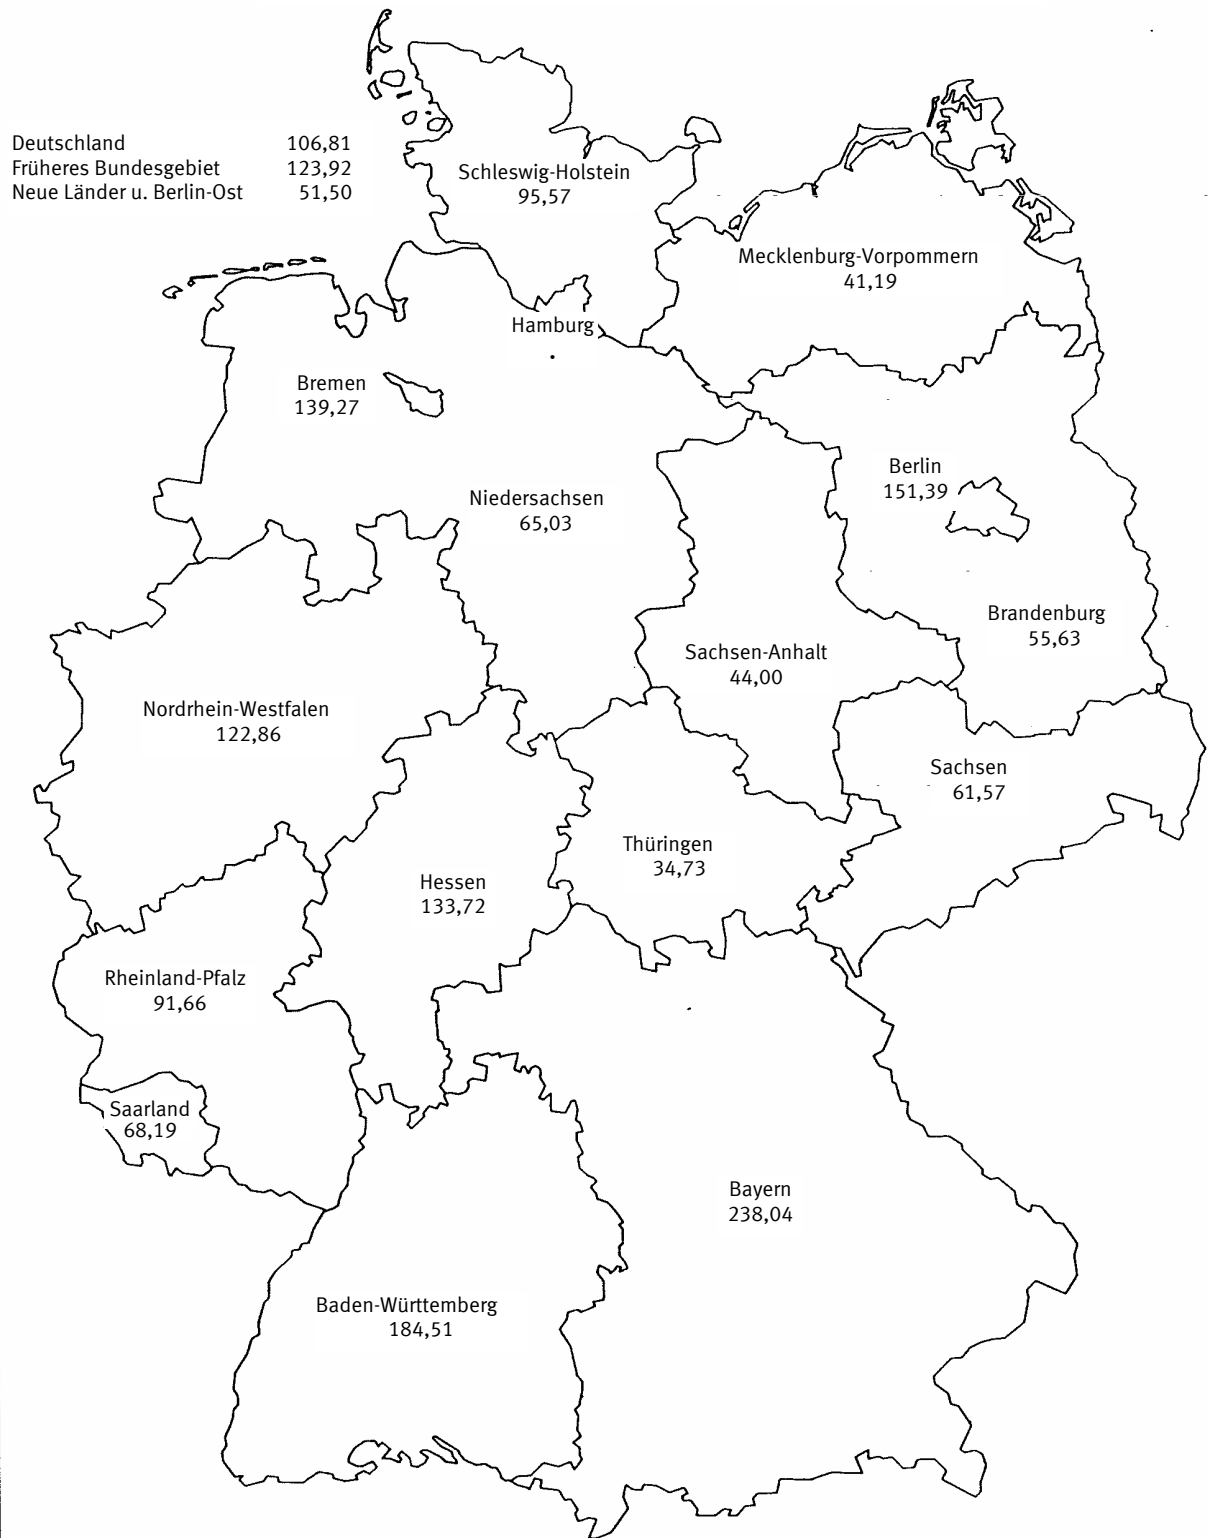 Deutschland 106,81
Früheres Bundesgebiet 123,92
Neue Länder u. Berlin-Ost 51,50
Schleswig-Holstein
95,57
Mecklenburg-Vorpommern
41,19
Hamburg
Bremen
139,27
Berlin
151,39
Niedersachsen
65,03
Brandenburg
55,63
Sachsen-Anhalt
44,00
Nordrhein-Westfalen
122,86
Sachsen
61,57
Thüringen
34,73
Hessen
133,72
Rheinland-Pfalz
91,66
Saarland
68,19
Bayern
238,04
Baden-Württemberg
184,51